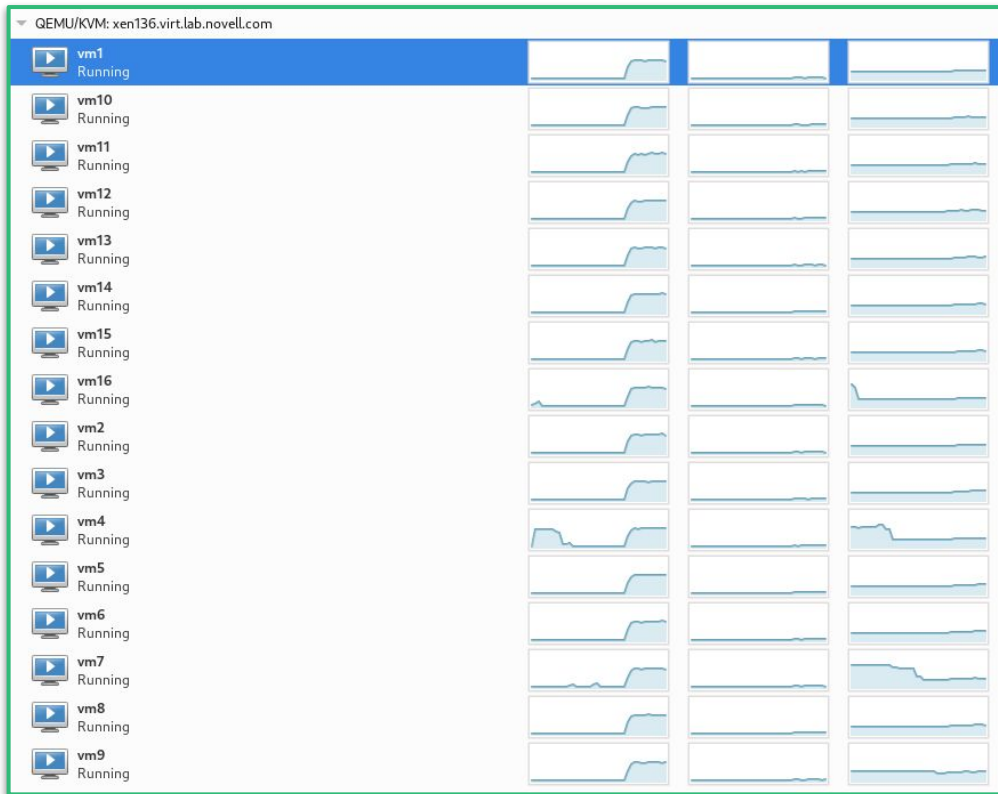 QEMU/KVM: xen136.virt.lab.novell.com
vm1
Running
vm10
Running
vm11
Running
vm12
Running
vm13
Running
vm14
Running
vm15
Running
vm16
Running
vm2
Running
vm3
Running
vm4
Running
vm5
Running
vm6
Running
vm7
Running
vm8
Running
vm9
Running